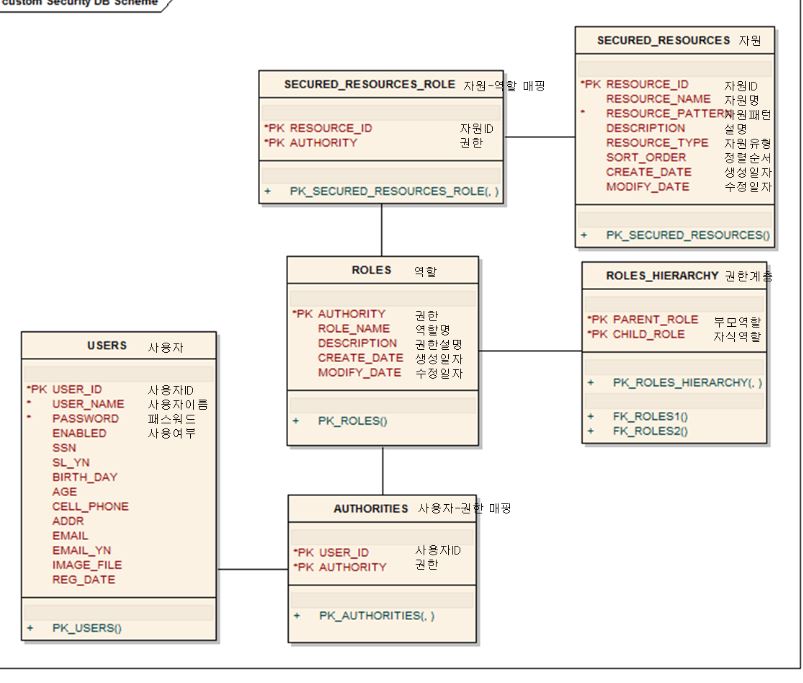 custom Security DB Scheme
SECURED_RESOURCES 자원
*PK RESOURCE_ID 자원ID
RESOURCE_NAME 자원명
* RESOURCE_PATTERN 자원패턴
DESCRIPTION 설명
RESOURCE_TYPE 자원유형
SORT_ORDER 정렬순서
CREATE_DATE 생성일자
MODIFY_DATE 수정일자
+ PK_SECURED_RESOURCES()
SECURED_RESOURCES_ROLE 자원-역할 매핑
*PK RESOURCE_ID 자원ID
*PK AUTHORITY 권한
+ PK_SECURED_RESOURCES_ROLE(, )
ROLES 역할
*PK AUTHORITY 권한
ROLE_NAME 역할명
DESCRIPTION 권한설명
CREATE_DATE 생성일자
MODIFY_DATE 수정일자
+ PK_ROLES()
ROLES_HIERARCHY 권한계층
*PK PARENT_ROLE 부모역할
*PK CHILD_ROLE 자식역할
+ PK_ROLES_HIERARCHY(, )
+ FK_ROLES1()
+ FK_ROLES2()
USERS 사용자
*PK USER_ID 사용자ID
* USER_NAME 사용자이름
* PASSWORD 패스워드
ENABLED 사용여부
SSN
SL_YN
BIRTH_DAY
AGE
CELL_PHONE
ADDR
EMAIL
EMAIL_YN
IMAGE_FILE
REG_DATE
+ PK_USERS()
AUTHORITIES 사용자-권한 매핑
*PK USER_ID 사용자ID
*PK AUTHORITY 권한
+ PK_AUTHORITIES(, )